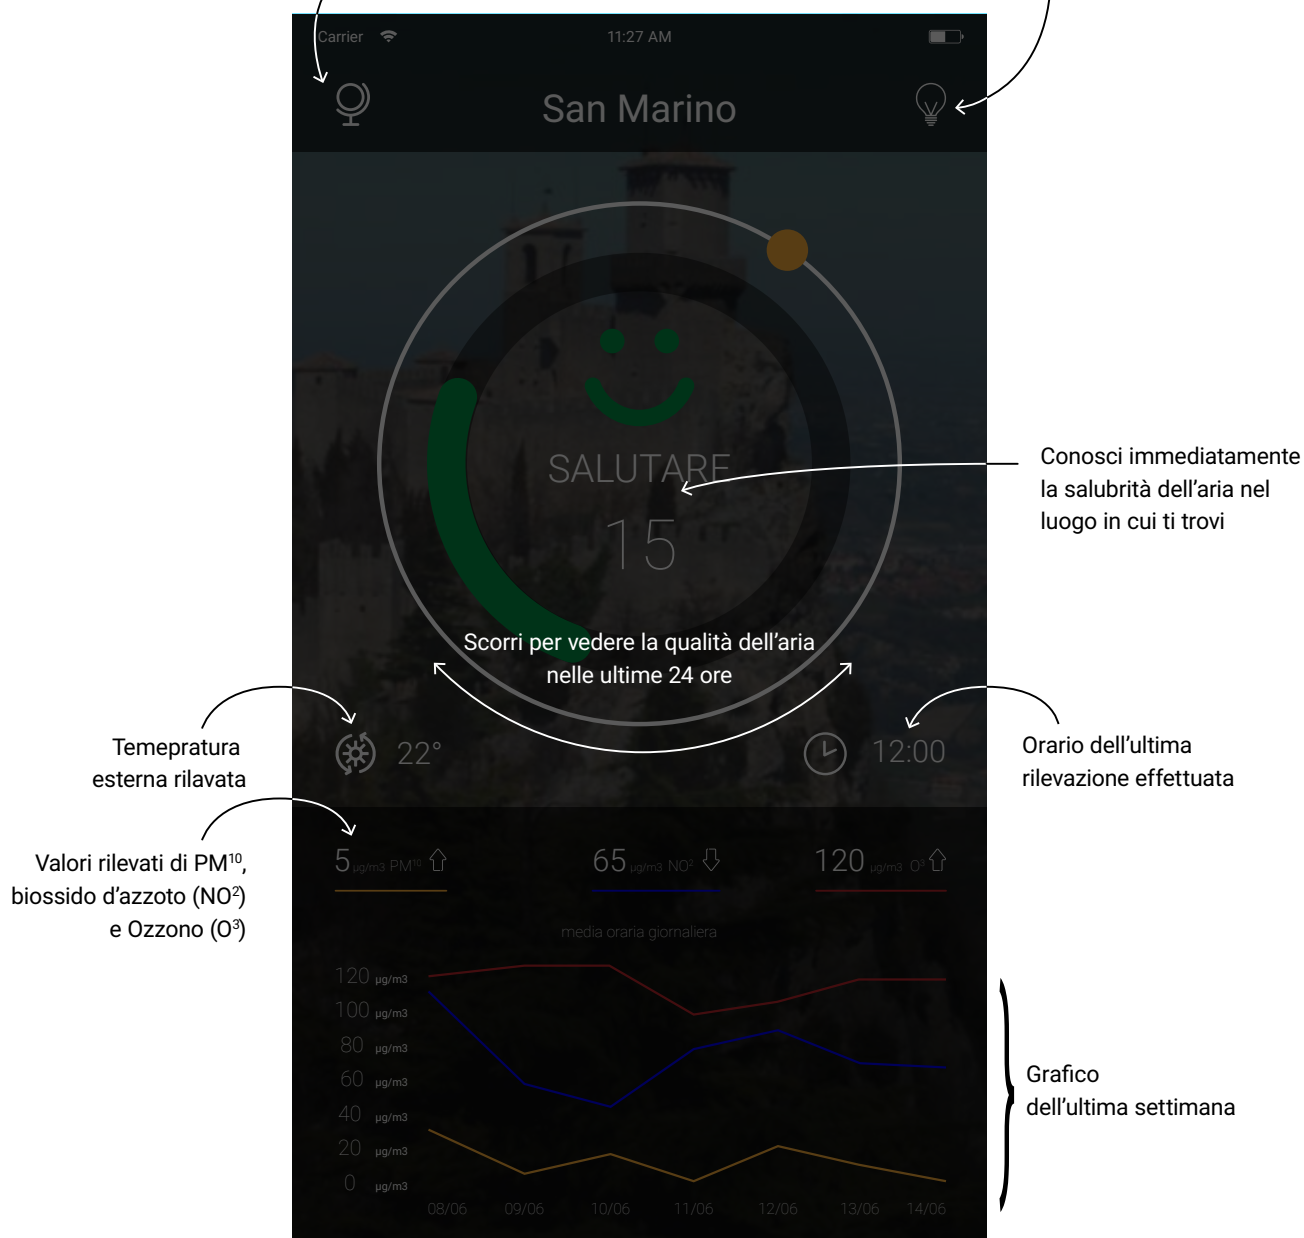 Carrier 11:27 AM
San Marino
SALUTARE
15
Conosci immediatamente
la salubrità dell’aria nel
luogo in cui ti trovi
Scorri per vedere la qualità dell’aria
nelle ultime 24 ore
Temepratura
esterna rilavata
22°
12:00
Orario dell’ultima
rilevazione effettuata
Valori rilevati di PM¹⁰,
biossido d’azzoto (NO²)
e Ozzono (O³)
5 µg/m3 PM¹⁰
65 µg/m3 NO²
120 µg/m3 O³
media oraria giornaliera
120 µg/m3
100 µg/m3
80 µg/m3
60 µg/m3
40 µg/m3
20 µg/m3
0 µg/m3
08/06 09/06 10/06 11/06 12/06 13/06 14/06
Grafico
dell’ultima settimana